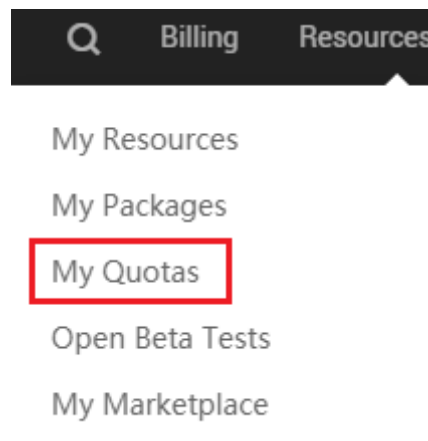 Billing Resources
My Resources
My Packages
My Quotas
Open Beta Tests
My Marketplace